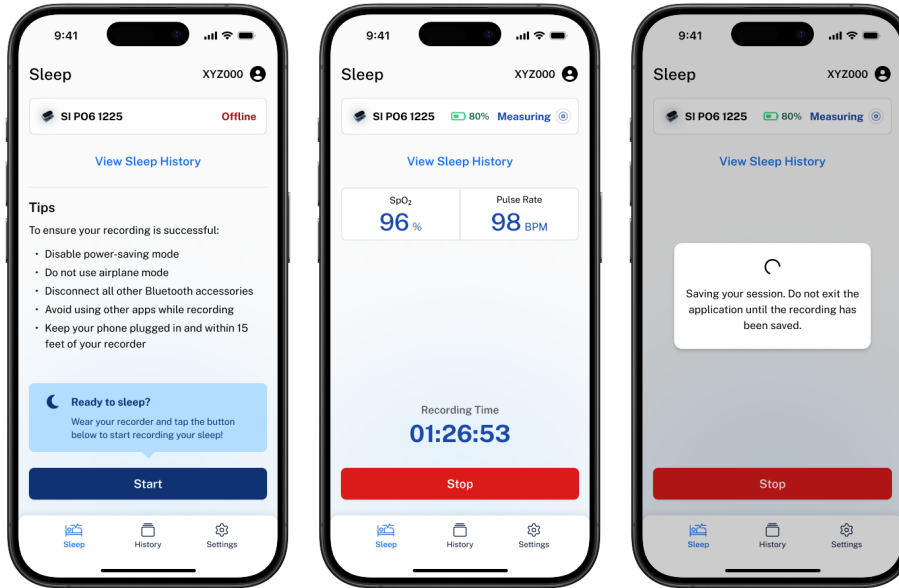 9:41
Sleep
XYZ000
SI PO6 1225
Offline
View Sleep History
Tips
To ensure your recording is successful:
• Disable power-saving mode
• Do not use airplane mode
• Disconnect all other Bluetooth accessories
• Avoid using other apps while recording
• Keep your phone plugged in and within 15
feet of your recorder
Ready to sleep?
Wear your recorder and tap the button
below to start recording your sleep!
Start
Sleep
History
Settings
9:41
Sleep
XYZ000
SI PO6 1225
80%
Measuring
View Sleep History
SpO₂
96 %
Pulse Rate
98 BPM
Recording Time
01:26:53
Stop
Sleep
History
Settings
9:41
Sleep
XYZ000
SI PO6 1225
80%
Measuring
View Sleep History
Saving your session. Do not exit the
application until the recording has
been saved.
Stop
Sleep
History
Settings